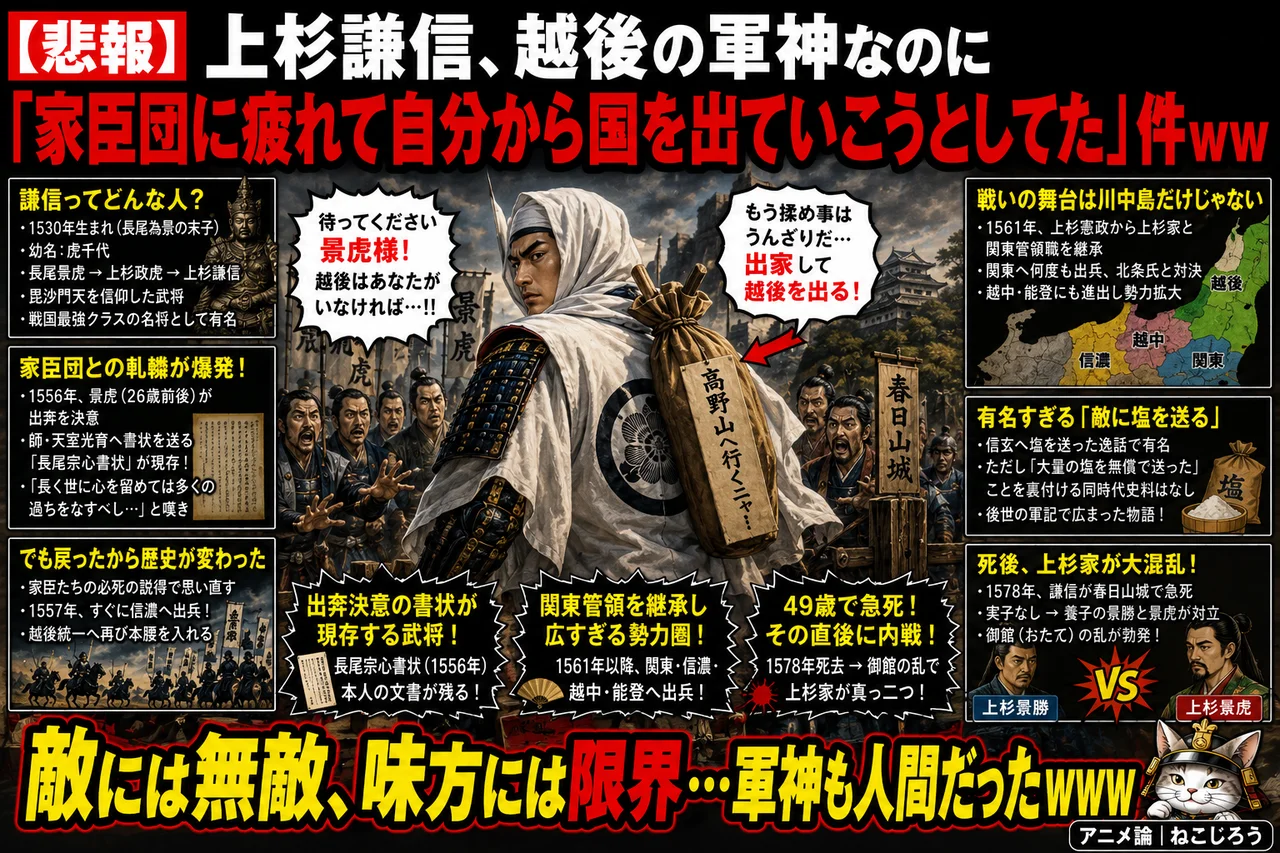 【悲報】上杉謙信、越後の軍神なのに
「家臣団に疲れて自分から国を出ていこうとしてた」件ww
謙信ってどんな人？
・1530年生まれ（長尾為景の末子）
・幼名：虎千代
・長尾景虎 → 上杉政虎 → 上杉謙信
・毘沙門天を信仰した武将
・戦国最強クラスの名将として有名
家臣団との軋轢が爆発！
・1556年、景虎（26歳前後）が
出奔を決意
・師・天室光育へ書状を送る
「長尾宗心書状」が現存！
・「長く世に心を留めては多くの
過ちをなすべし…」と嘆き
でも戻ったから歴史が変わった
・家臣たちの必死の説得で思い直す
・1557年、すぐに信濃へ出兵！
・越後統一へ再び本腰を入れる
待ってください
景虎様！
越後はあなたが
いなければ…!!
もう揉め事は
うんざりだ…
出家して
越後を出る！
景虎
虎
高野山へ行くニャ…
春日山城
戦いの舞台は川中島だけじゃない
・1561年、上杉憲政から上杉家と
関東管領職を継承
・関東へ何度も出兵、北条氏と対決
・越中・能登にも進出し勢力拡大
越後
越中
信濃
関東
有名すぎる「敵に塩を送る」
・信玄へ塩を送った逸話で有名
・ただし「大量の塩を無償で送った」
ことを裏付ける同時代史料はなし
・後世の軍記で広まった物語！
塩
死後、上杉家が大混乱！
・1578年、謙信が春日山城で急死
・実子なし → 養子の景勝と景虎が対立
・御館（おたて）の乱が勃発！
上杉景勝
VS
上杉景虎
出奔決意の書状が
現存する武将！
長尾宗心書状（1556年）
本人の文書が残る！
関東管領を継承し
広すぎる勢力圏！
1561年以降、関東・信濃・
越中・能登へ出兵！
49歳で急死！
その直後に内戦！
1578年死去 → 御館の乱で
上杉家が真っ二つ！
敵には無敵、味方には限界…軍神も人間だったwww
アニメ論｜ねこじろう